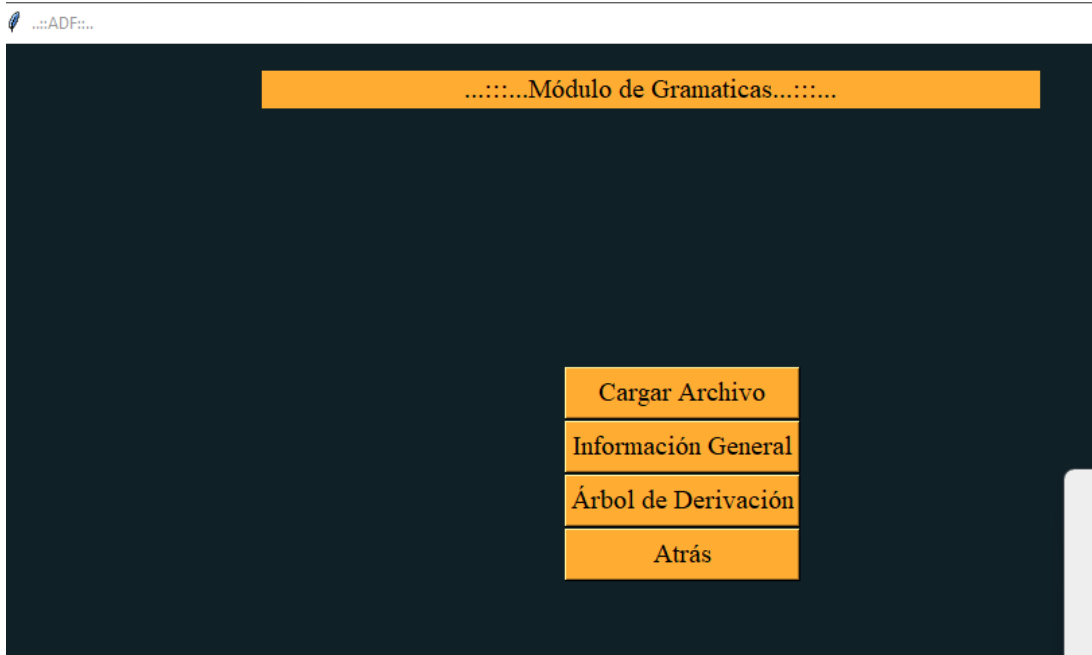 ..::ADF::..
...:::...Módulo de Gramaticas...:::...
Cargar Archivo
Información General
Árbol de Derivación
Atrás